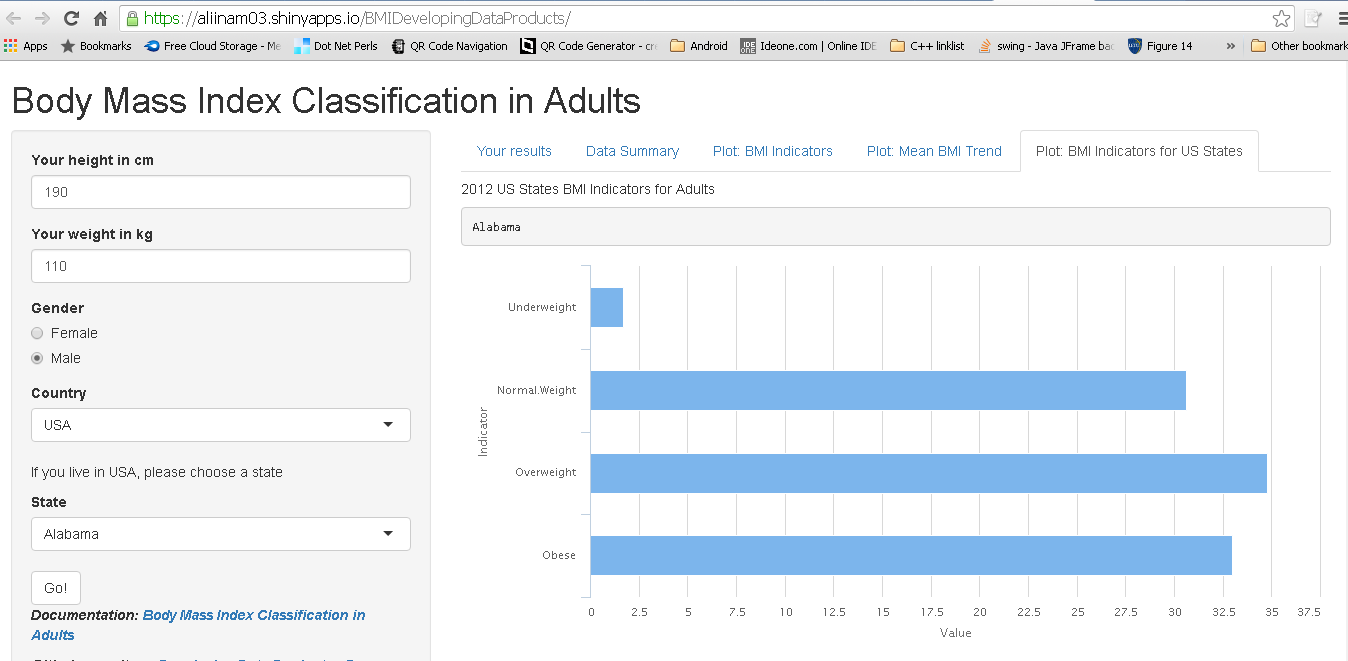 https://aliinam03.shinyapps.io/BMIDevelopingDataProducts/
Apps Bookmarks Free Cloud Storage - Me Dot Net Perls QR Code Navigation QR Code Generator - cre Android Ideone.com | Online IDE C++ linklist swing - Java JFrame bac Figure 14 » Other bookmark
Body Mass Index Classification in Adults
Your height in cm
190
Your weight in kg
110
Gender
Female
Male
Country
USA
If you live in USA, please choose a state
State
Alabama
Go!
Documentation: Body Mass Index Classification in
Adults
Your results Data Summary Plot: BMI Indicators Plot: Mean BMI Trend Plot: BMI Indicators for US States
2012 US States BMI Indicators for Adults
Alabama
Indicator
Underweight
Normal.Weight
Overweight
Obese
0 2.5 5 7.5 10 12.5 15 17.5 20 22.5 25 27.5 30 32.5 35 37.5
Value